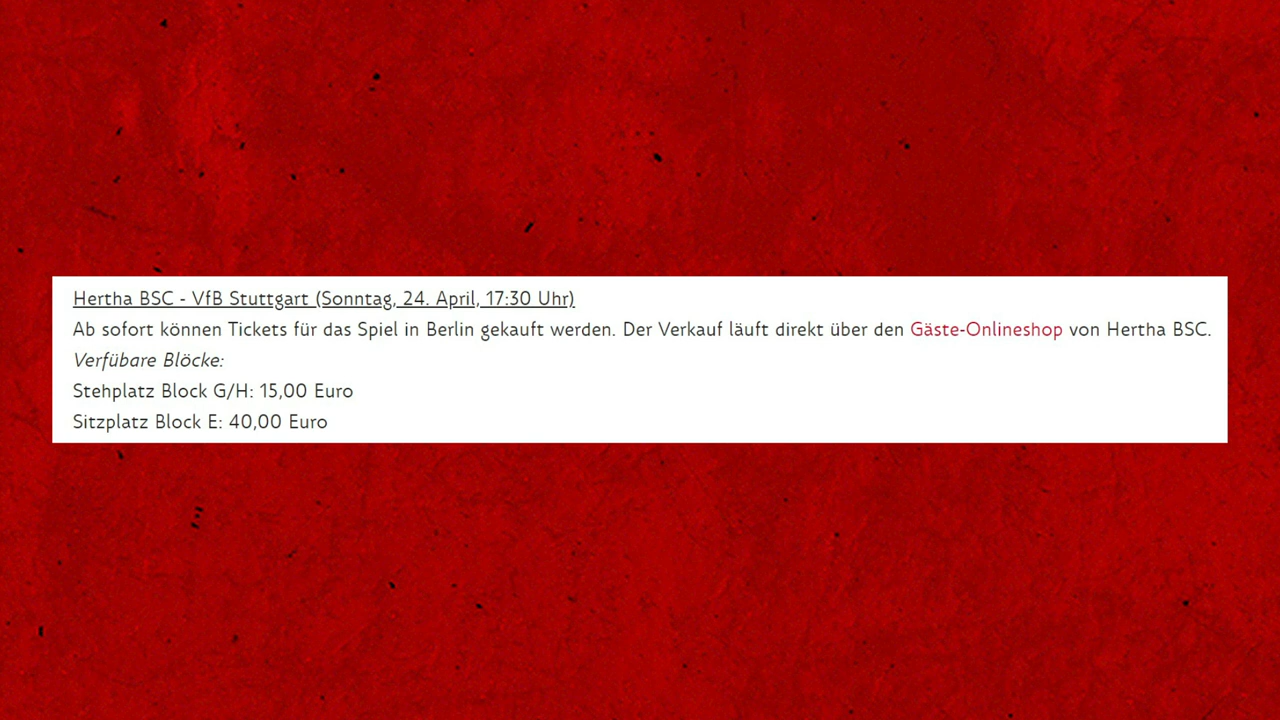 Hertha BSC - VfB Stuttgart (Sonntag, 24. April, 17:30 Uhr)
Ab sofort können Tickets für das Spiel in Berlin gekauft werden. Der Verkauf läuft direkt über den Gäste-Onlineshop von Hertha BSC.
Verfübare Blöcke:
Stehplatz Block G/H: 15,00 Euro
Sitzplatz Block E: 40,00 Euro